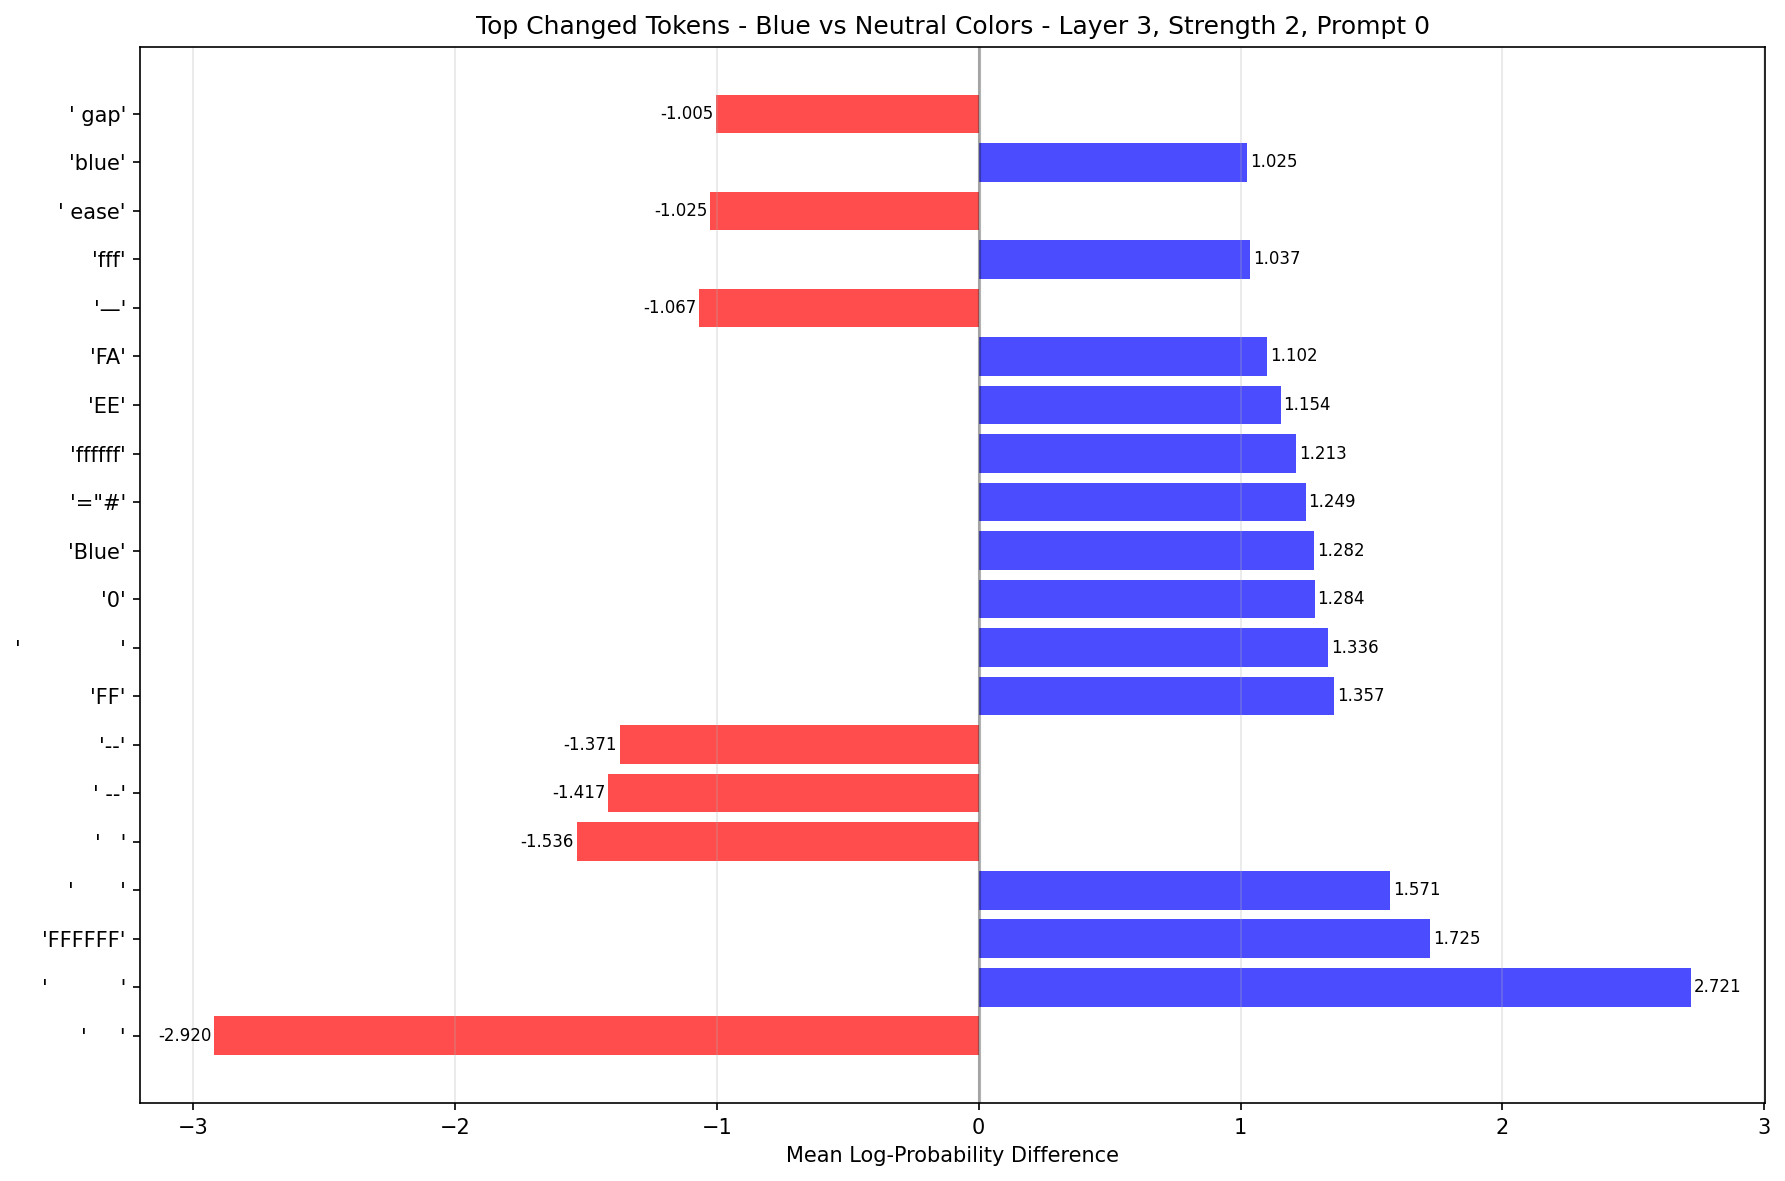 Top Changed Tokens - Blue vs Neutral Colors - Layer 3, Strength 2, Prompt 0
' gap' -1.005
'blue' 1.025
' ease' -1.025
'fff' 1.037
'—' -1.067
'FA' 1.102
'EE' 1.154
'ffffff' 1.213
'="#' 1.249
'Blue' 1.282
'0' 1.284
'                ' 1.336
'FF' 1.357
'--' -1.371
' --' -1.417
'   ' -1.536
'        ' 1.571
'FFFFFF' 1.725
'            ' 2.721
'      ' -2.920
−3 −2 −1 0 1 2 3
Mean Log-Probability Difference